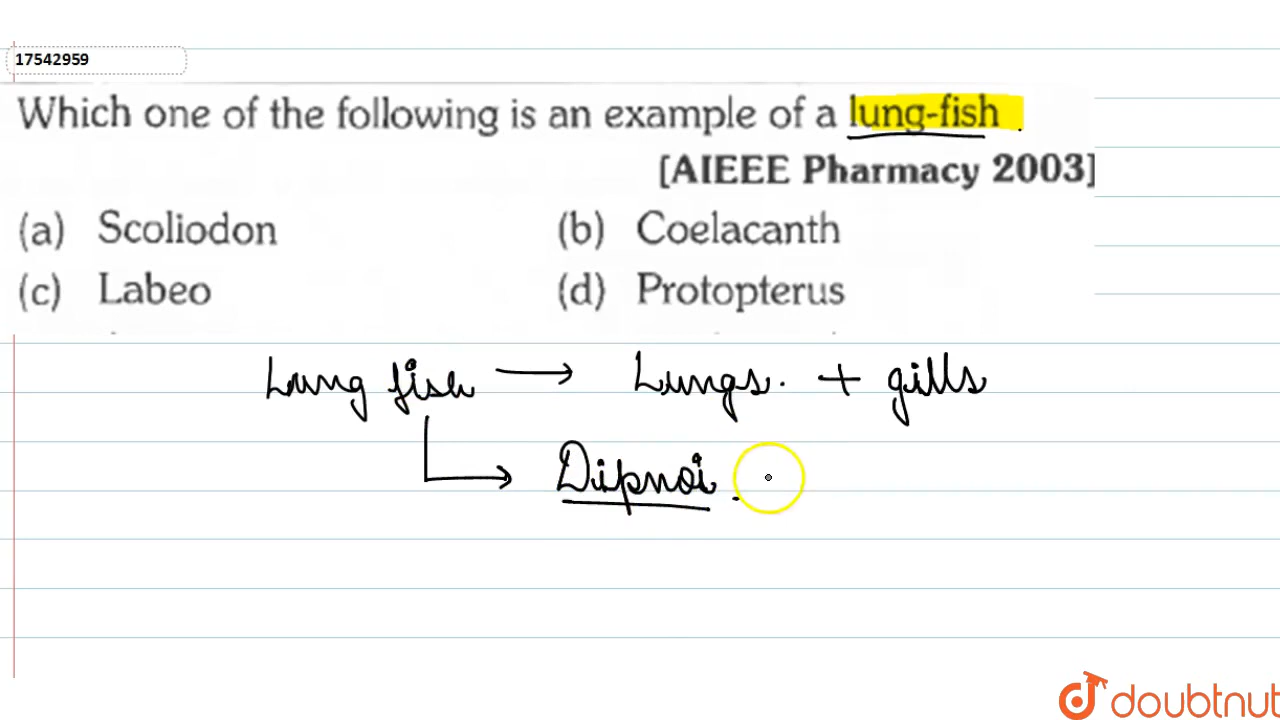 17542959
Which one of the following is an example of a lung-fish
[AIEEE Pharmacy 2003]
(a) Scoliodon (b) Coelacanth
(c) Labeo (d) Protopterus
Lung fish → Lungs. + gills
Dipnoi.
doubtnut